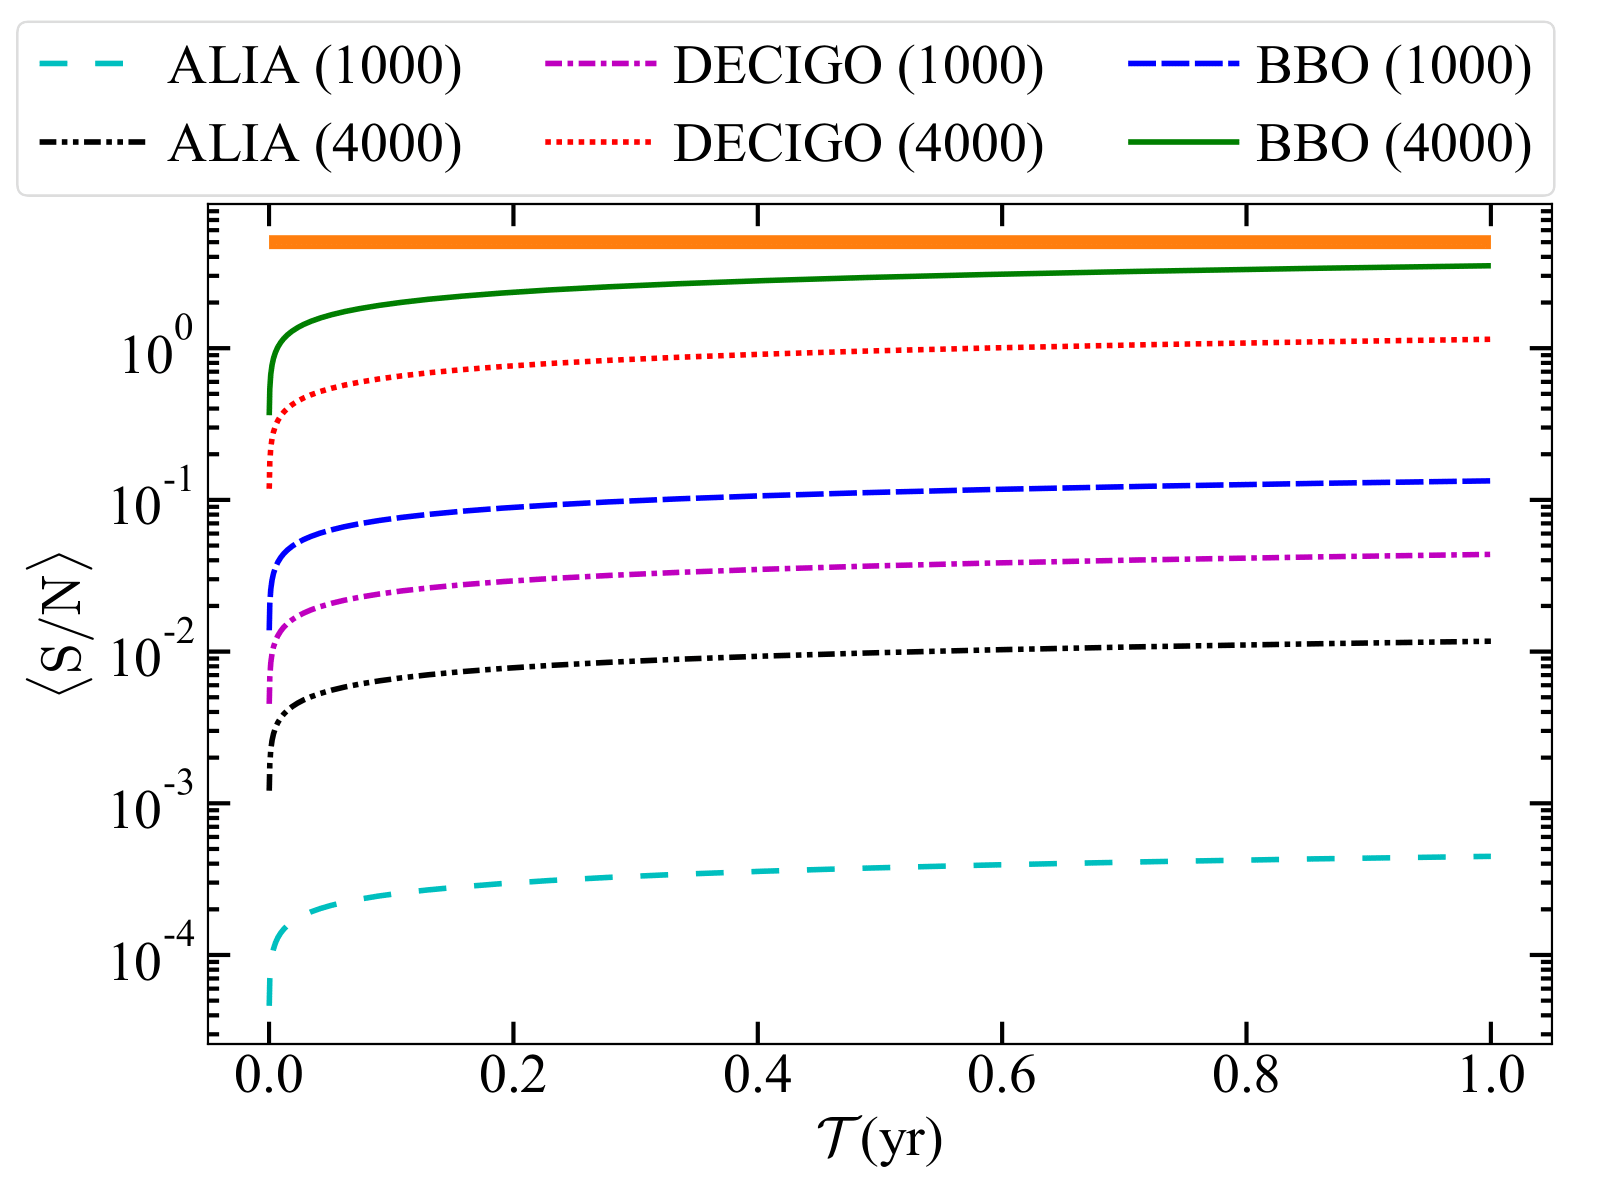 ALIA (1000) DECIGO (1000) BBO (1000)
ALIA (4000) DECIGO (4000) BBO (4000)
10^0
10^-1
10^-2
10^-3
10^-4
⟨S/N⟩
0.0 0.2 0.4 0.6 0.8 1.0
𝒯(yr)